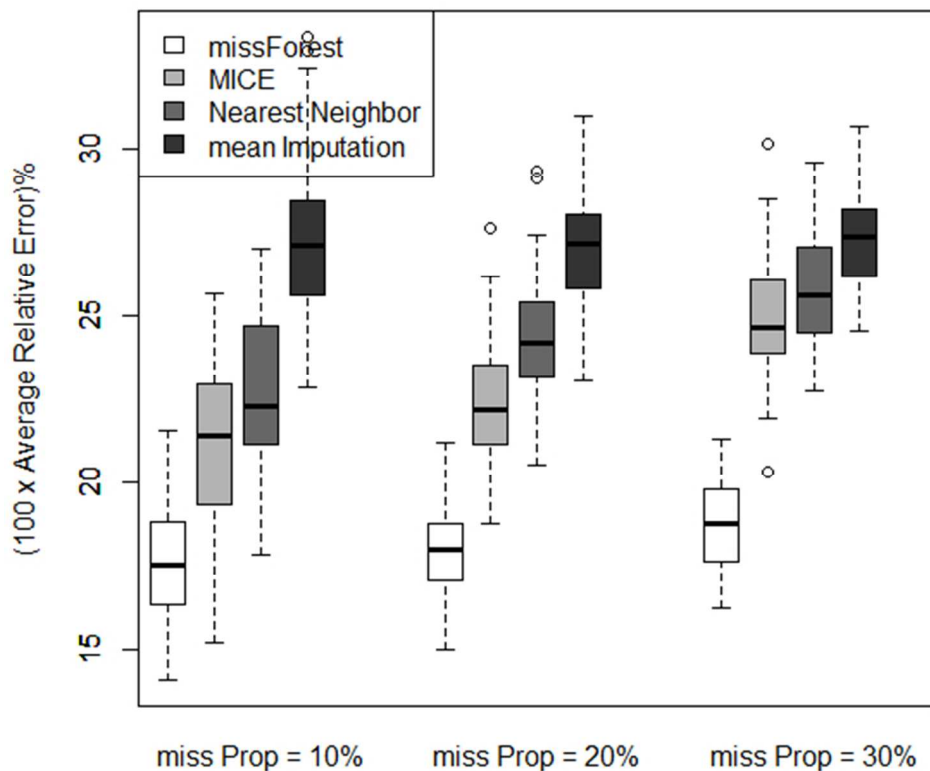 missForest
MICE
Nearest Neighbor
mean Imputation
(100 x Average Relative Error)%
30
25
20
15
miss Prop = 10%
miss Prop = 20%
miss Prop = 30%